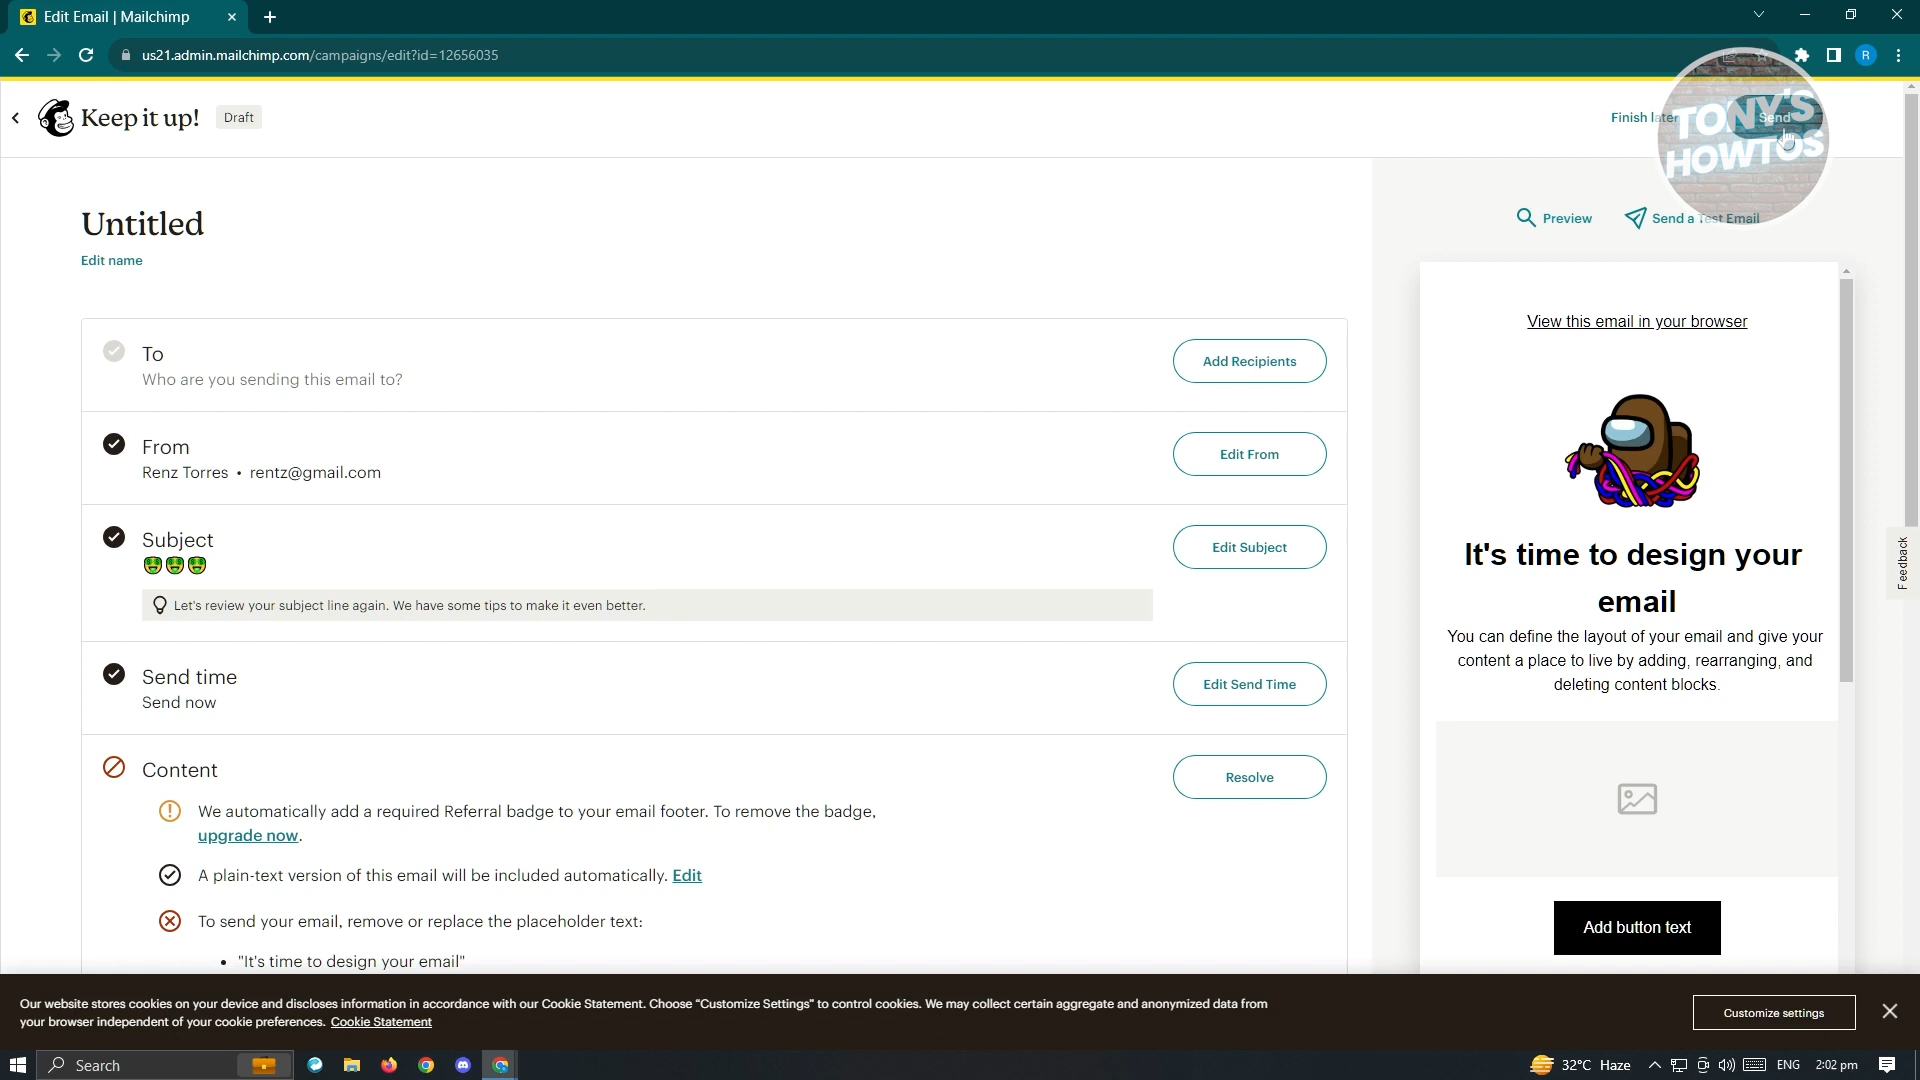 Edit Email | Mailchimp
us21.admin.mailchimp.com/campaigns/edit?id=12656035
R
Keep it up!
Draft
Finish later
Send
TONY'S
HOWTOS
Untitled
Edit name
Preview
Send a Test Email
To
Who are you sending this email to?
Add Recipients
From
Renz Torres • rentz@gmail.com
Edit From
Subject
Edit Subject
Let's review your subject line again. We have some tips to make it even better.
Send time
Send now
Edit Send Time
Content
Resolve
We automatically add a required Referral badge to your email footer. To remove the badge,
upgrade now.
A plain-text version of this email will be included automatically. Edit
To send your email, remove or replace the placeholder text:
• "It's time to design your email"
View this email in your browser
It's time to design your
email
You can define the layout of your email and give your
content a place to live by adding, rearranging, and
deleting content blocks.
Add button text
Feedback
Our website stores cookies on your device and discloses information in accordance with our Cookie Statement. Choose “Customize Settings” to control cookies. We may collect certain aggregate and anonymized data from
your browser independent of your cookie preferences. Cookie Statement
Customize settings
Search
32°C Haze
ENG
2:02 pm